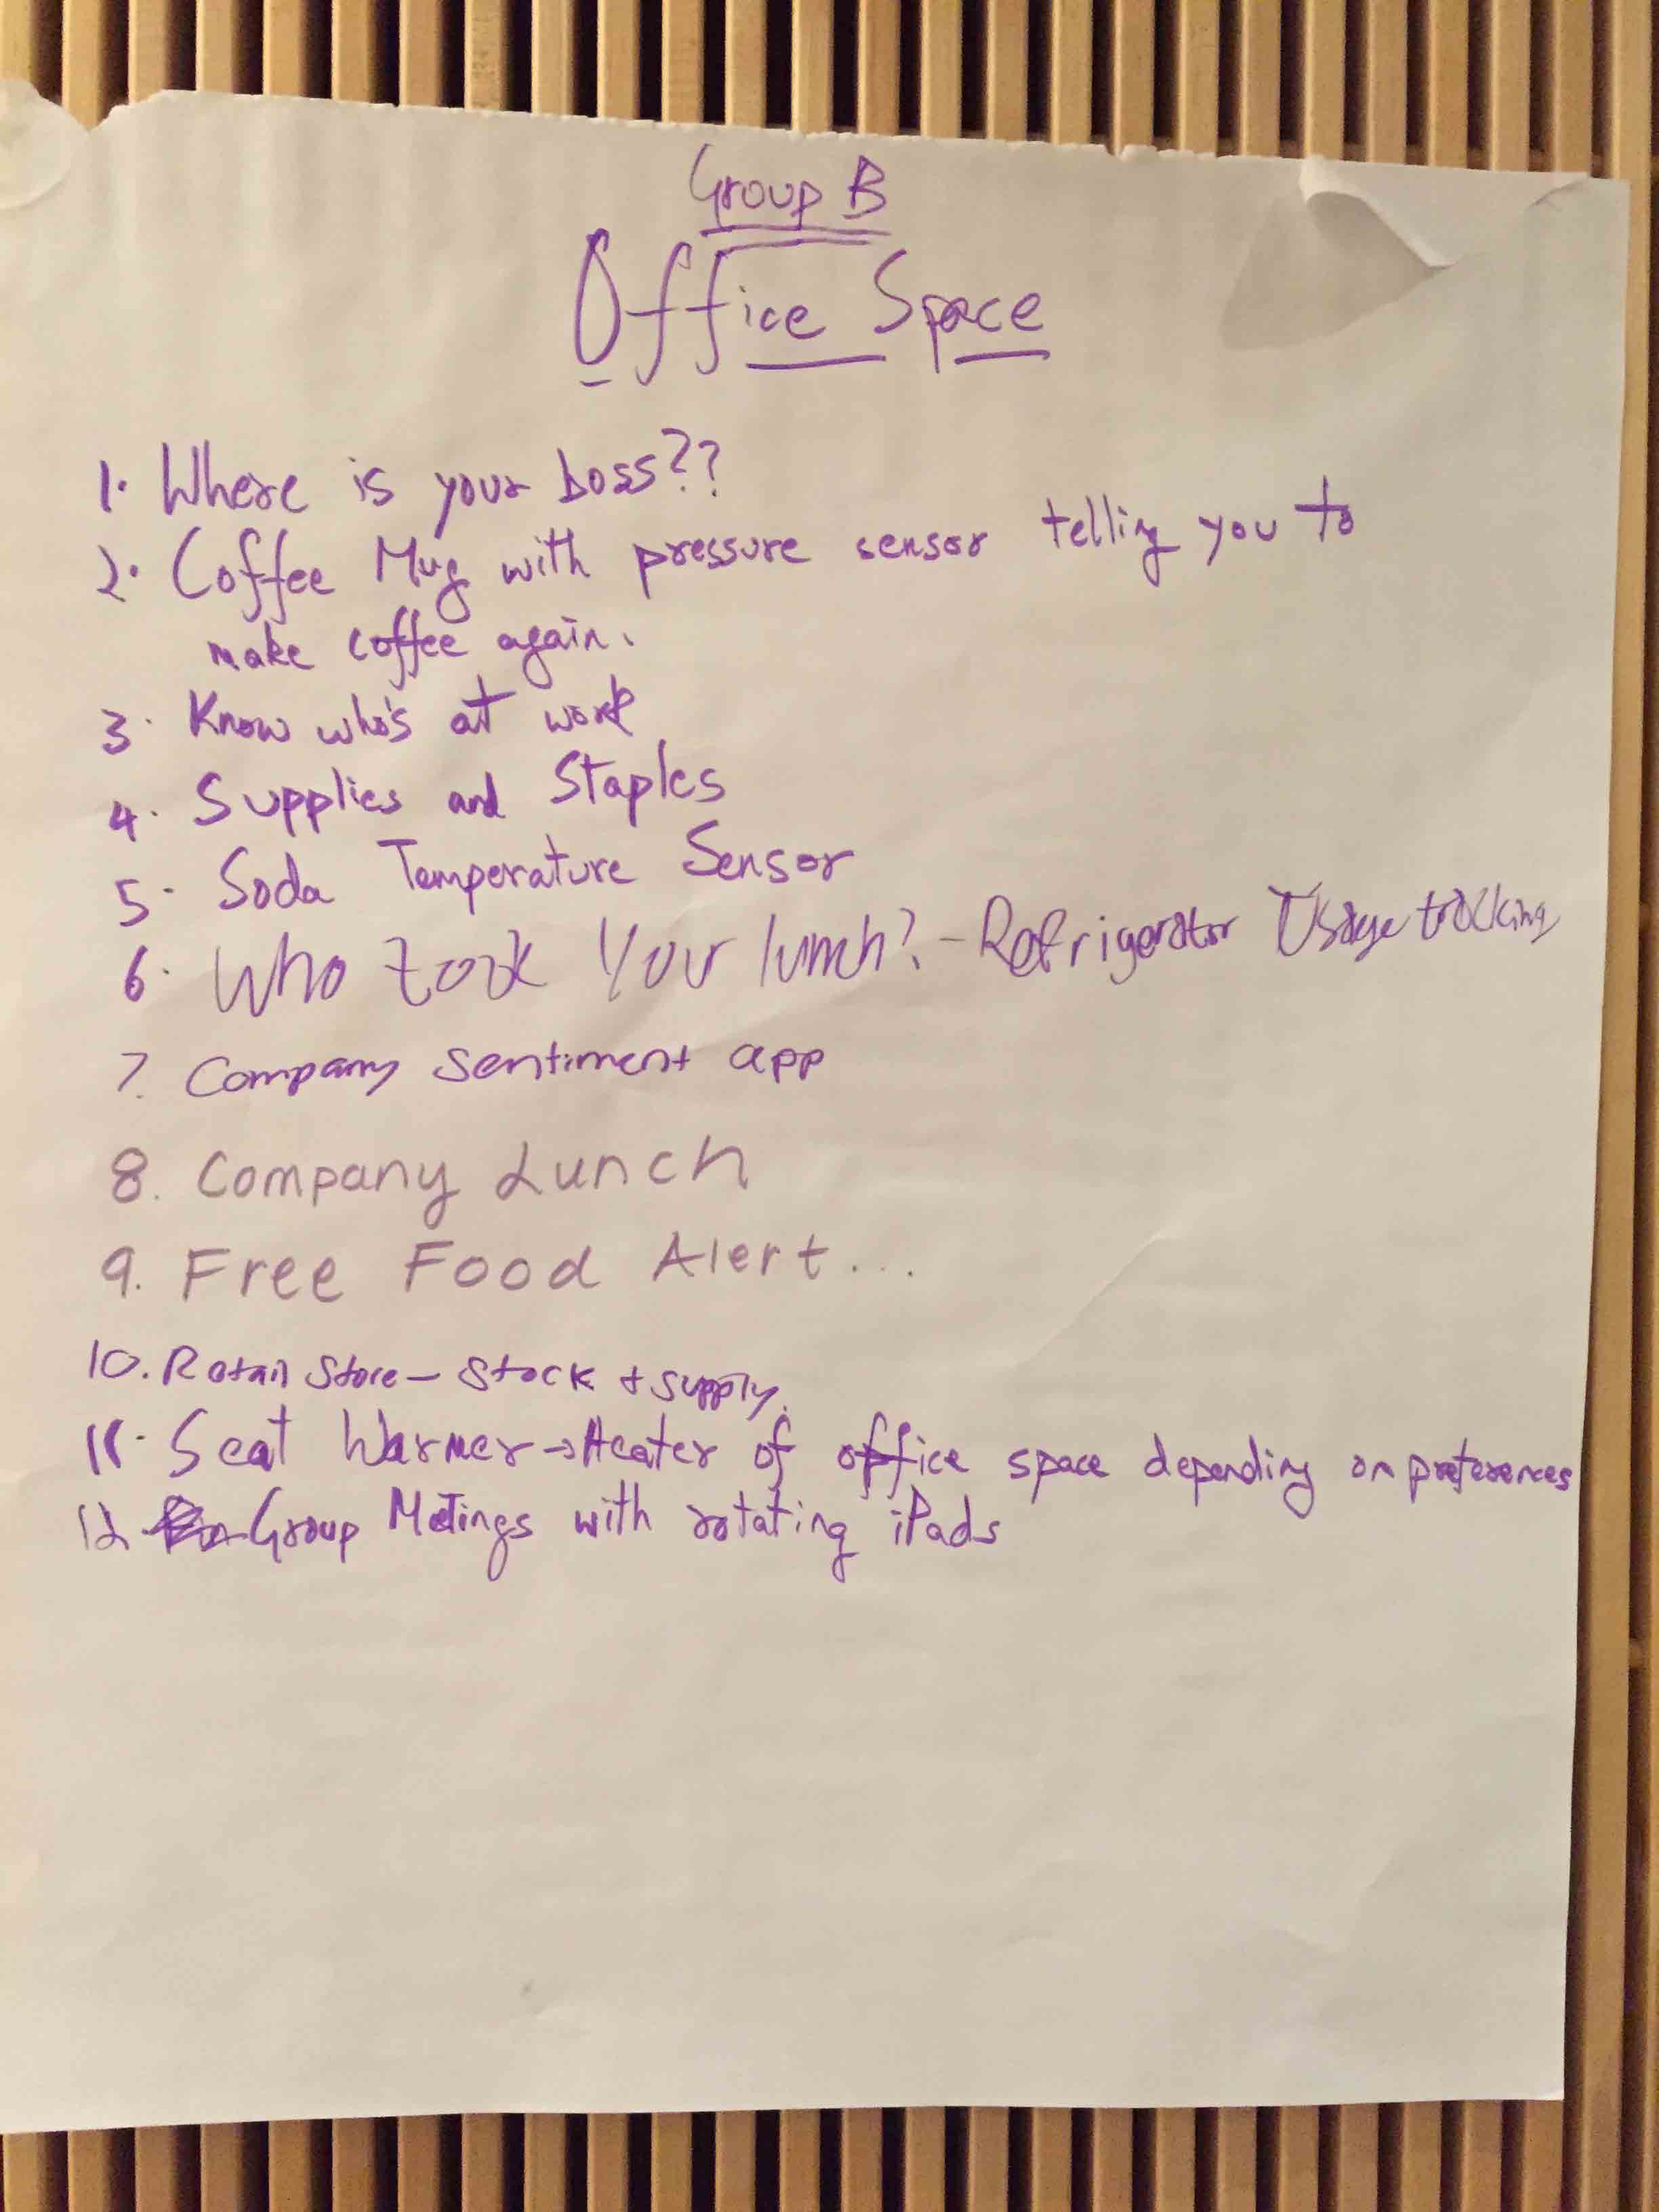 Group B
Office Space
1. Where is your boss??
2. Coffee Mug with pressure sensor telling you to
make coffee again.
3. Know who's at work
4. Supplies and Staples
5. Soda Temperature Sensor
6. Who took Your lunch? - Refrigerator Usage tracking
7. Company Sentiment app
8. Company Lunch
9. Free Food Alert...
10. Retail Store - Stock + supply.
11. Seat Warmer → Heater of office space depending on preferences
12 Group Meetings with rotating iPads